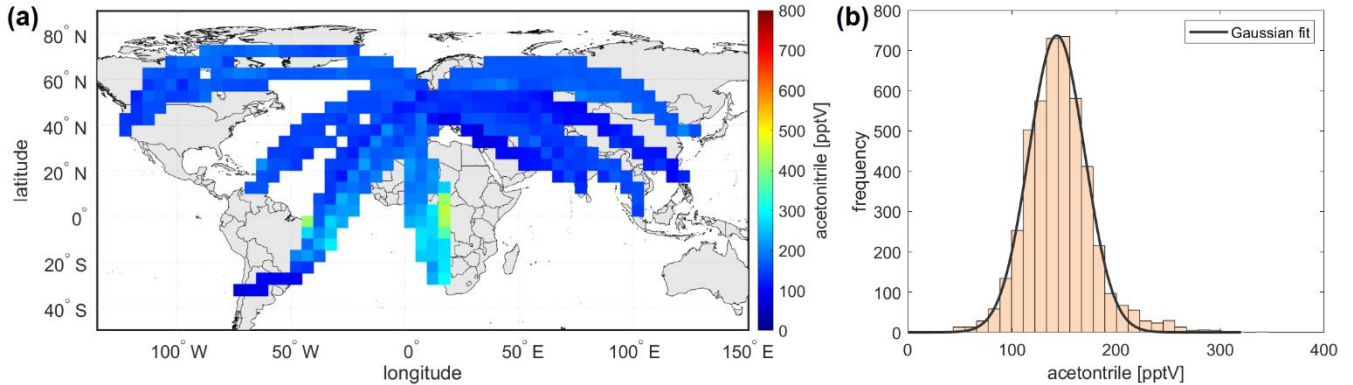 (a)
80° N
60° N
40° N
20° N
0°
20° S
40° S
latitude
100° W
50° W
0°
50° E
100° E
150° E
longitude
800
700
600
500
400
300
200
100
0
acetonitrile [pptV]
(b)
Gaussian fit
800
700
600
500
400
300
200
100
0
frequency
0
100
200
300
400
acetontrile [pptV]